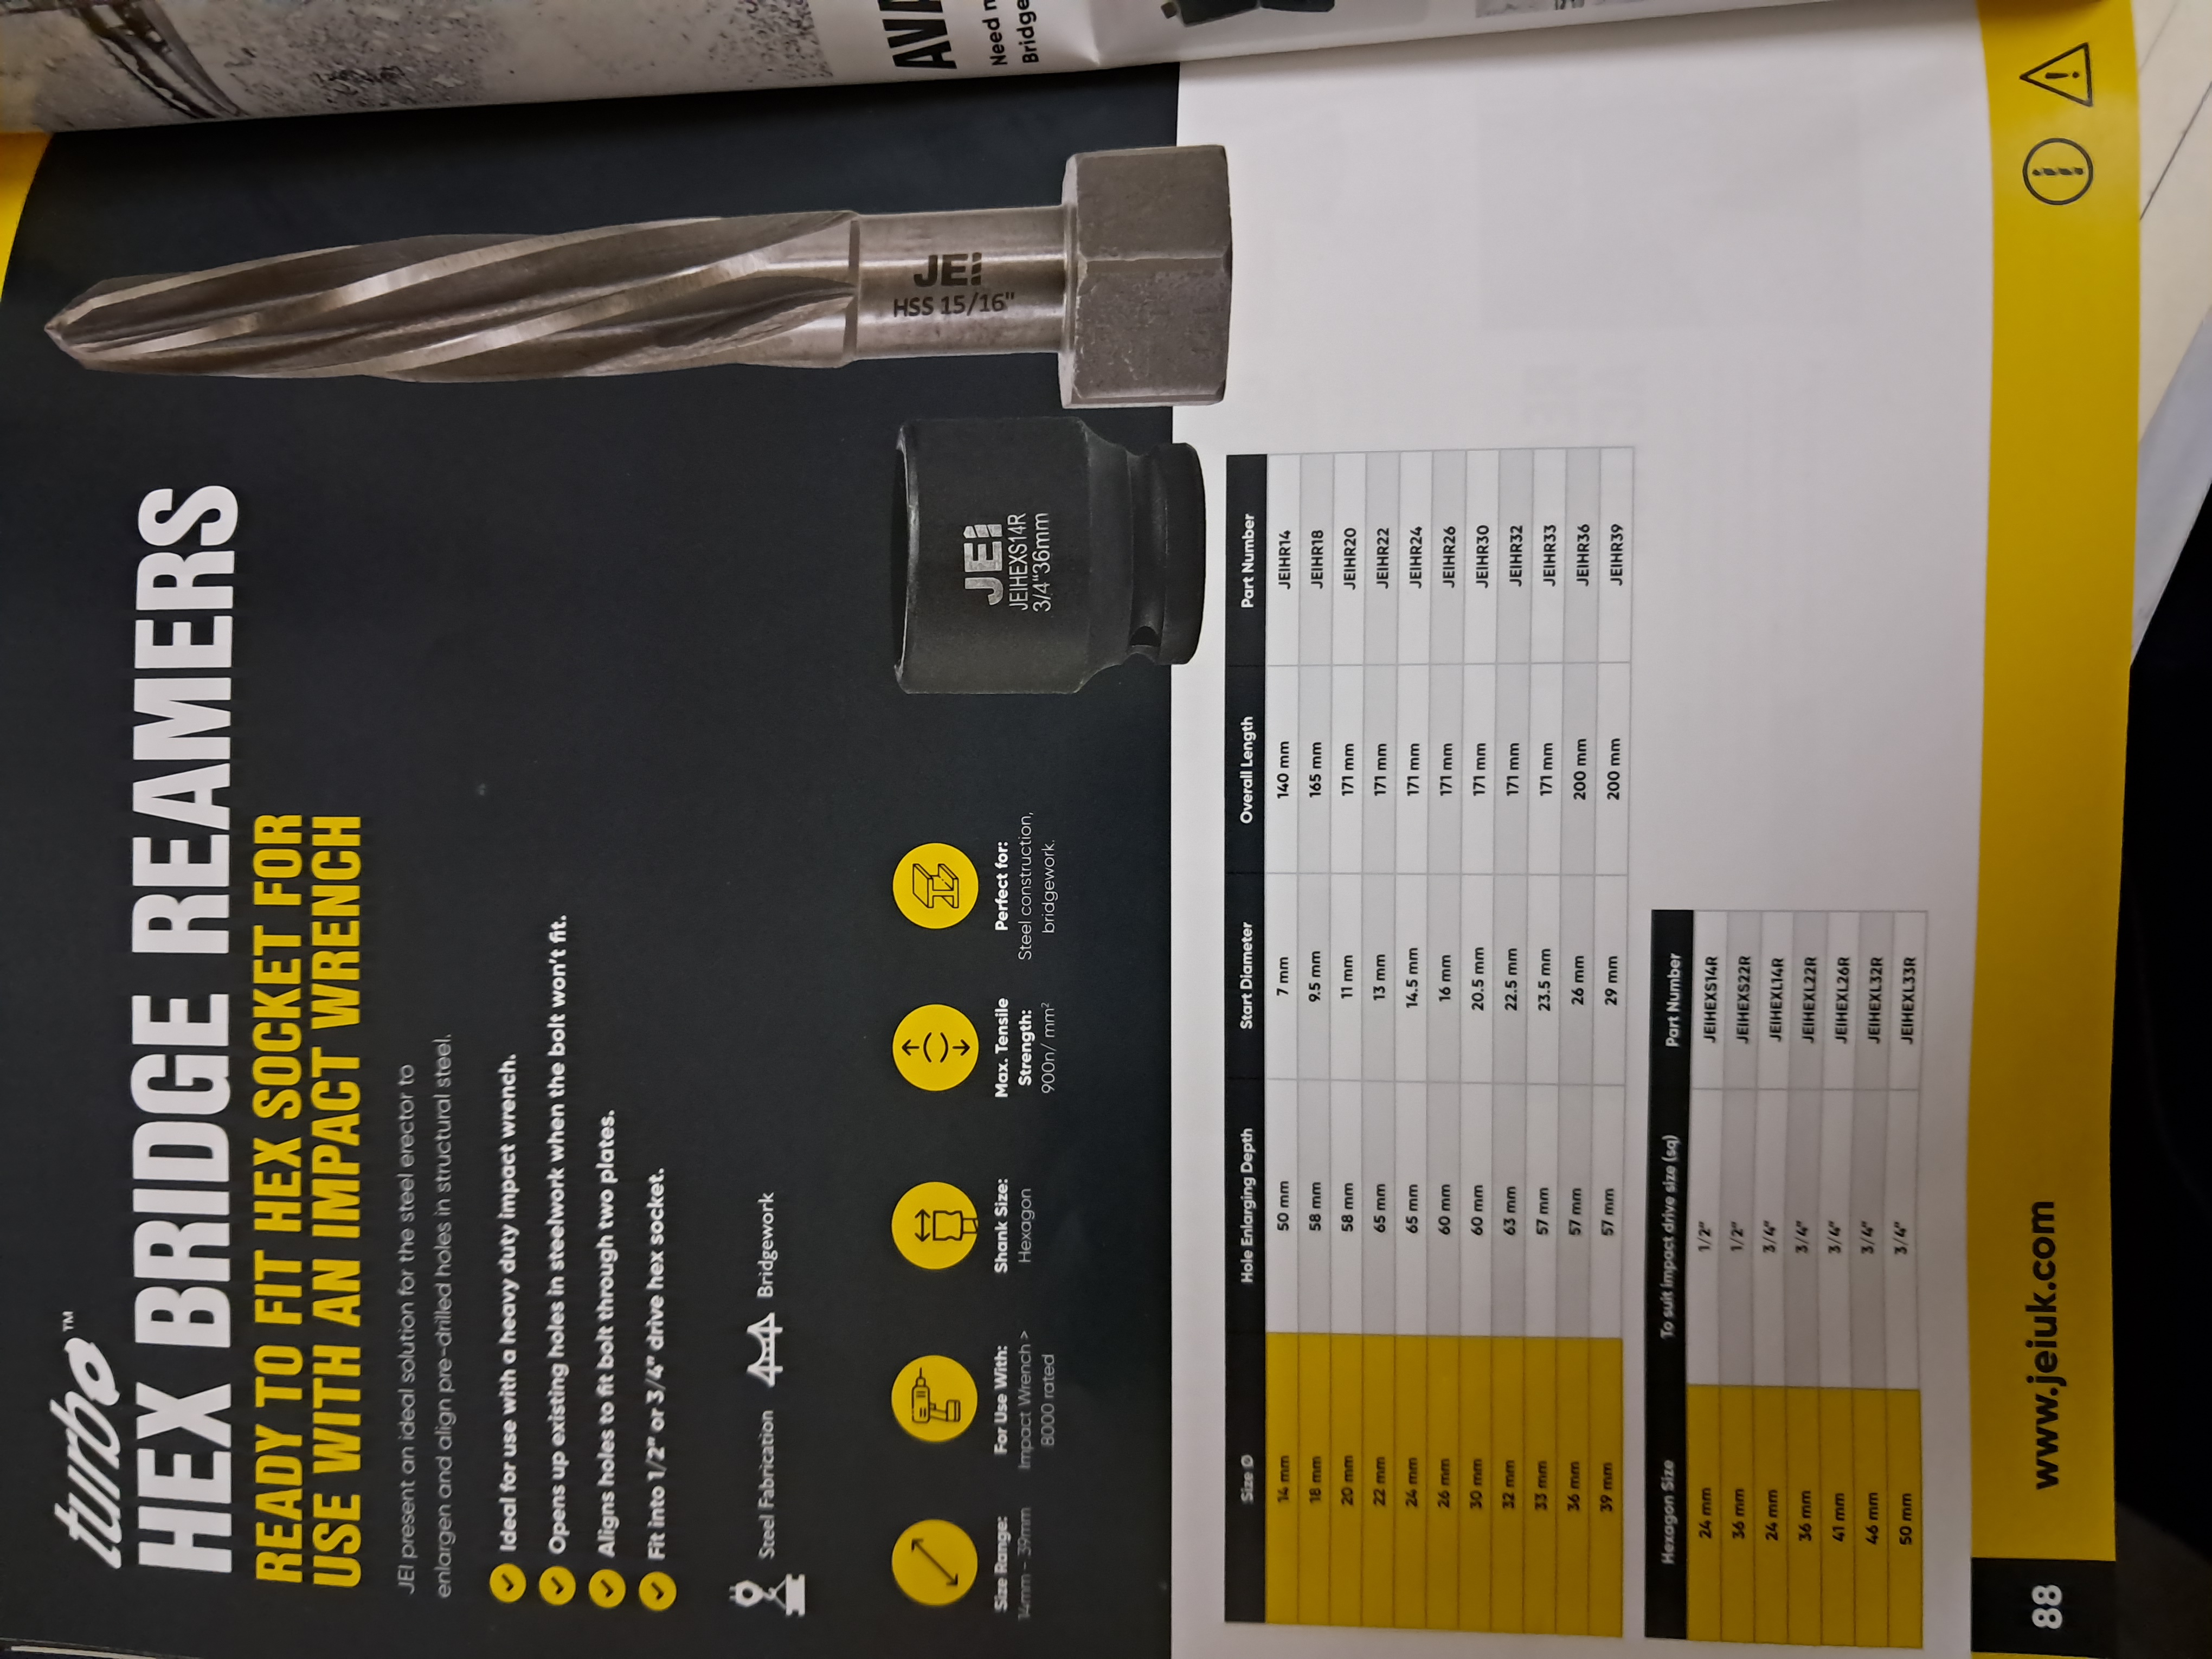 turbo™
HEX BRIDGE REAMERS
READY TO FIT HEX SOCKET FOR
USE WITH AN IMPACT WRENCH
JEI present an ideal solution for the steel erector to
enlargen and align pre-drilled holes in structural steel.
Ideal for use with a heavy duty impact wrench.
Opens up existing holes in steelwork when the bolt won't fit.
Aligns holes to fit bolt through two plates.
Fit into 1/2" or 3/4" drive hex socket.
Steel Fabrication Bridgework
Size Range:
14mm - 39mm
For Use With:
Impact Wrench >
8000 rated
Shank Size:
Hexagon
Max. Tensile
Strength:
900n/ mm²
Perfect for:
Steel construction,
bridgework.
JEI
JEIHEXS14R
3/4"36mm
JEI
HSS 15/16"
Size Ø Hole Enlarging Depth Start Diameter Overall Length Part Number
14 mm 50 mm 7 mm 140 mm JEIHR14
18 mm 58 mm 9.5 mm 165 mm JEIHR18
20 mm 58 mm 11 mm 171 mm JEIHR20
22 mm 65 mm 13 mm 171 mm JEIHR22
24 mm 65 mm 14.5 mm 171 mm JEIHR24
26 mm 60 mm 16 mm 171 mm JEIHR26
30 mm 60 mm 20.5 mm 171 mm JEIHR30
32 mm 63 mm 22.5 mm 171 mm JEIHR32
33 mm 57 mm 23.5 mm 171 mm JEIHR33
36 mm 57 mm 26 mm 200 mm JEIHR36
39 mm 57 mm 29 mm 200 mm JEIHR39
Hexagon Size To suit impact drive size (sq) Part Number
24 mm 1/2" JEIHEXS14R
36 mm 1/2" JEIHEXS22R
24 mm 3/4" JEIHEXL14R
36 mm 3/4" JEIHEXL22R
41 mm 3/4" JEIHEXL26R
46 mm 3/4" JEIHEXL32R
50 mm 3/4" JEIHEXL33R
88 www.jeiuk.com
AVA
Need
Bridge